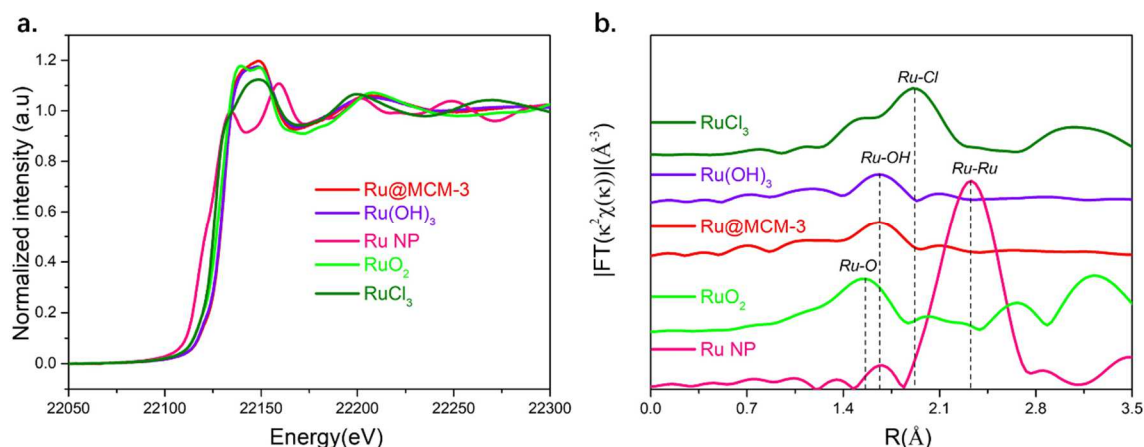 a.
Normalized intensity (a.u)
1.2
1.0
0.8
0.6
0.4
0.2
0.0
Ru@MCM-3
Ru(OH)₃
Ru NP
RuO₂
RuCl₃
22050
22100
22150
22200
22250
22300
Energy(eV)
b.
|FT(κ²χ(κ))|(Å⁻³)
RuCl₃
Ru(OH)₃
Ru@MCM-3
RuO₂
Ru NP
Ru-Cl
Ru-OH
Ru-Ru
Ru-O
0.0
0.7
1.4
2.1
2.8
3.5
R(Å)